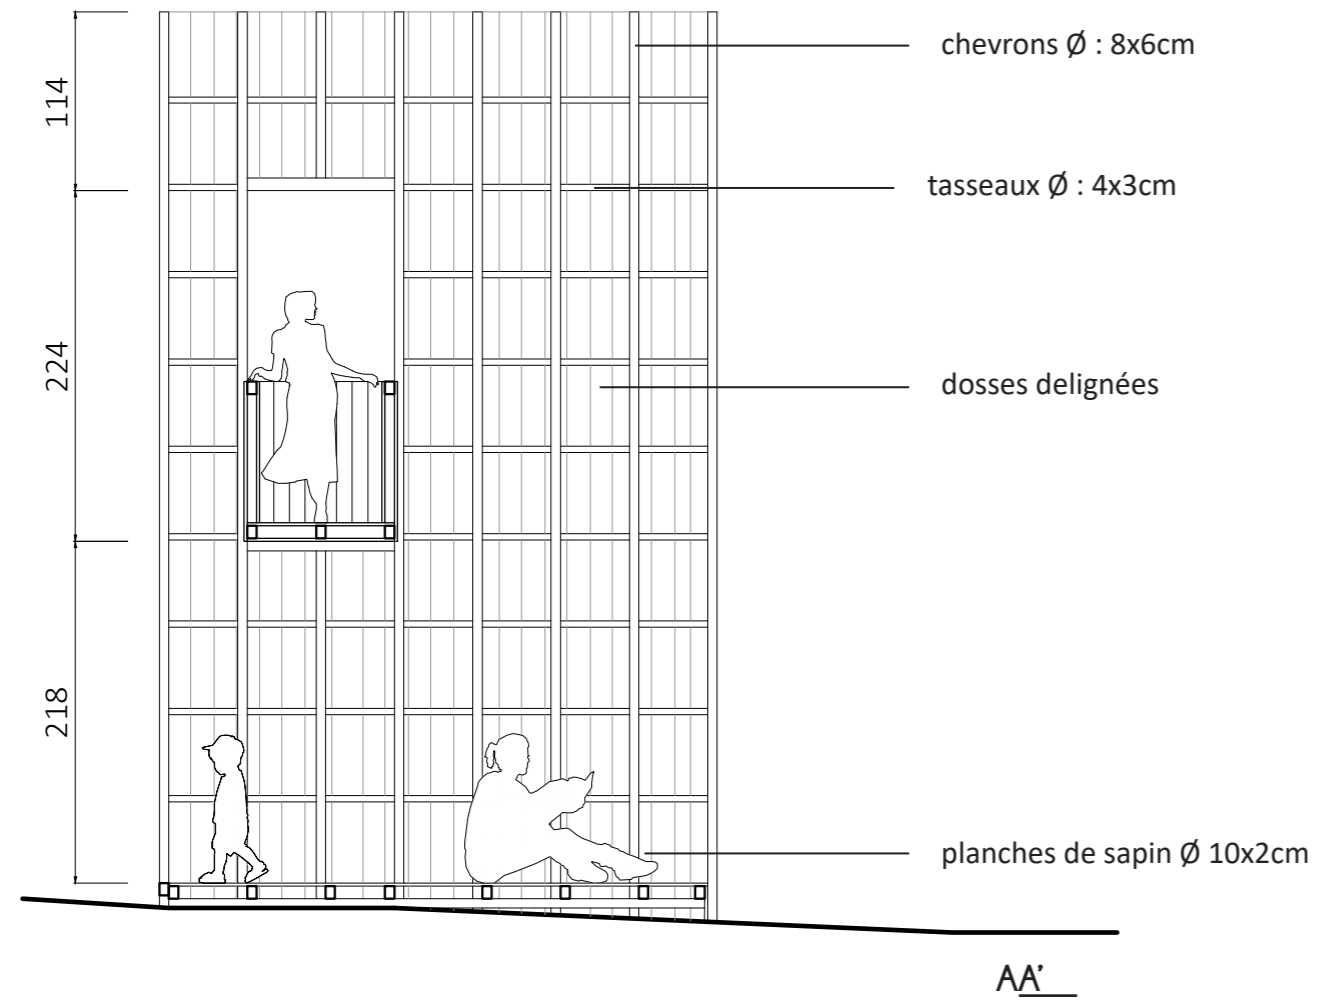 114
chevrons Ø : 8x6cm
tasseaux Ø : 4x3cm
224
dosses delignées
218
planches de sapin Ø 10x2cm
AA'